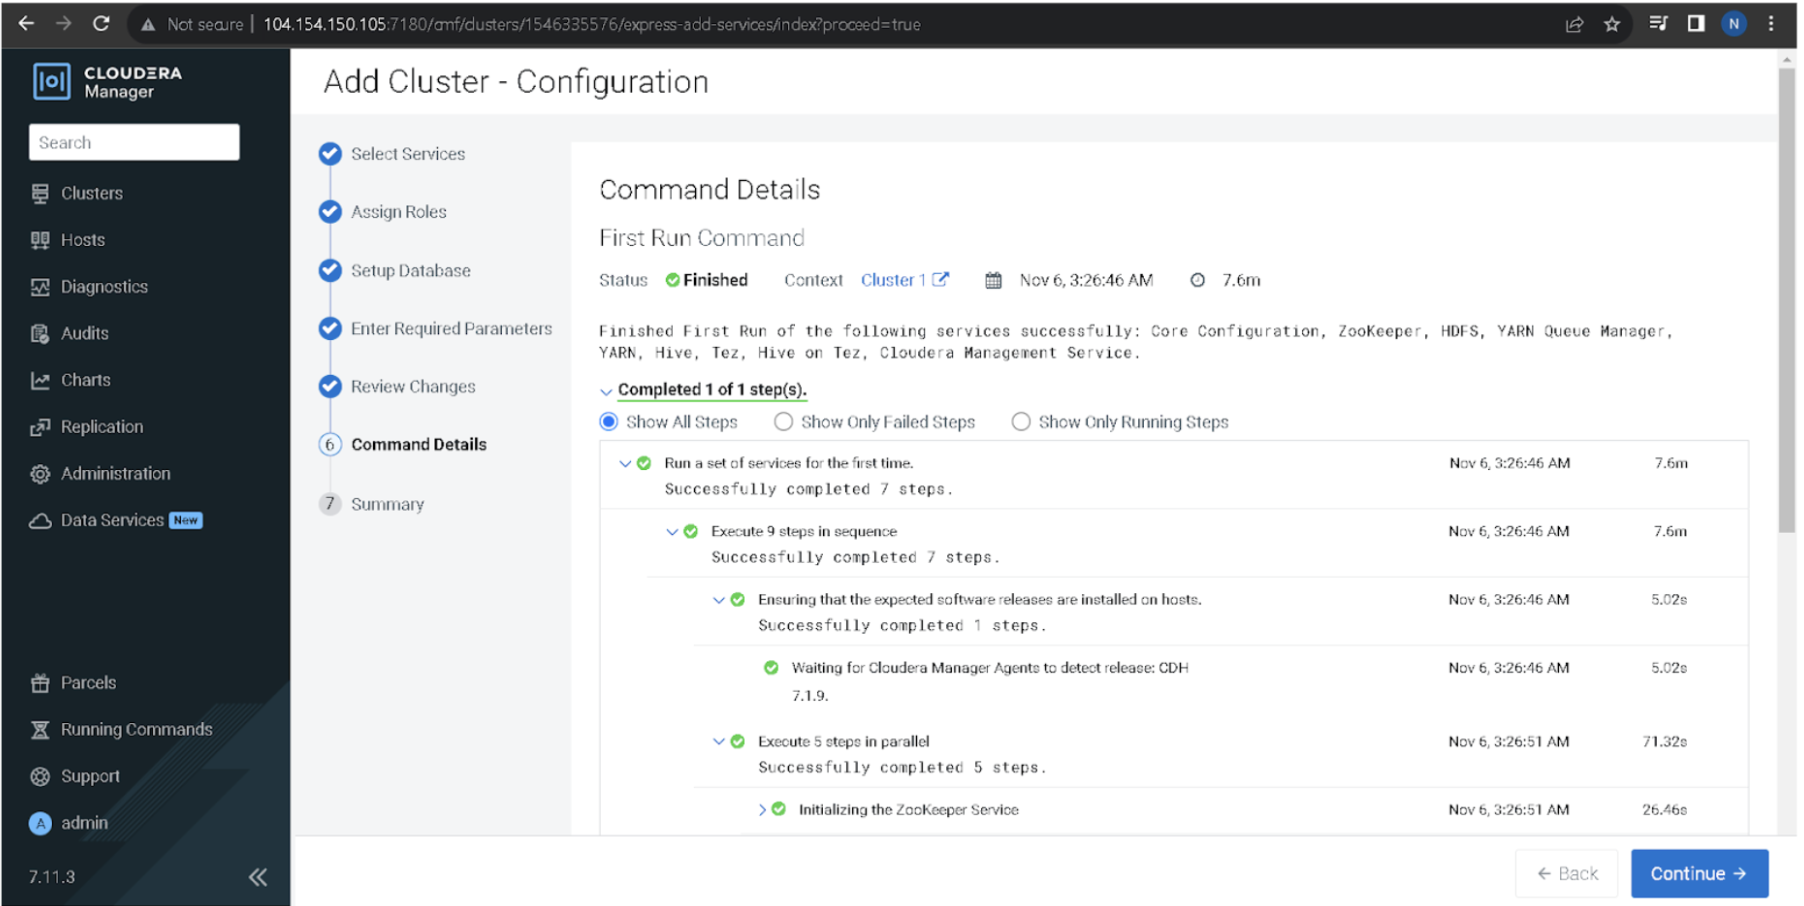 Not secure | 104.154.150.105:7180/cmf/clusters/1546335576/express-add-services/index?proceed=true
N
CLOUDERA
Manager
Search
Clusters
Hosts
Diagnostics
Audits
Charts
Replication
Administration
Data Services New
Parcels
Running Commands
Support
A admin
7.11.3
Add Cluster - Configuration
Select Services
Assign Roles
Setup Database
Enter Required Parameters
Review Changes
6 Command Details
7 Summary
Command Details
First Run Command
Status Finished Context Cluster 1 Nov 6, 3:26:46 AM 7.6m
Finished First Run of the following services successfully: Core Configuration, ZooKeeper, HDFS, YARN Queue Manager,
YARN, Hive, Tez, Hive on Tez, Cloudera Management Service.
Completed 1 of 1 step(s).
Show All Steps Show Only Failed Steps Show Only Running Steps
Run a set of services for the first time. Nov 6, 3:26:46 AM 7.6m
Successfully completed 7 steps.
Execute 9 steps in sequence Nov 6, 3:26:46 AM 7.6m
Successfully completed 7 steps.
Ensuring that the expected software releases are installed on hosts. Nov 6, 3:26:46 AM 5.02s
Successfully completed 1 steps.
Waiting for Cloudera Manager Agents to detect release: CDH Nov 6, 3:26:46 AM 5.02s
7.1.9.
Execute 5 steps in parallel Nov 6, 3:26:51 AM 71.32s
Successfully completed 5 steps.
Initializing the ZooKeeper Service Nov 6, 3:26:51 AM 26.46s
← Back Continue →